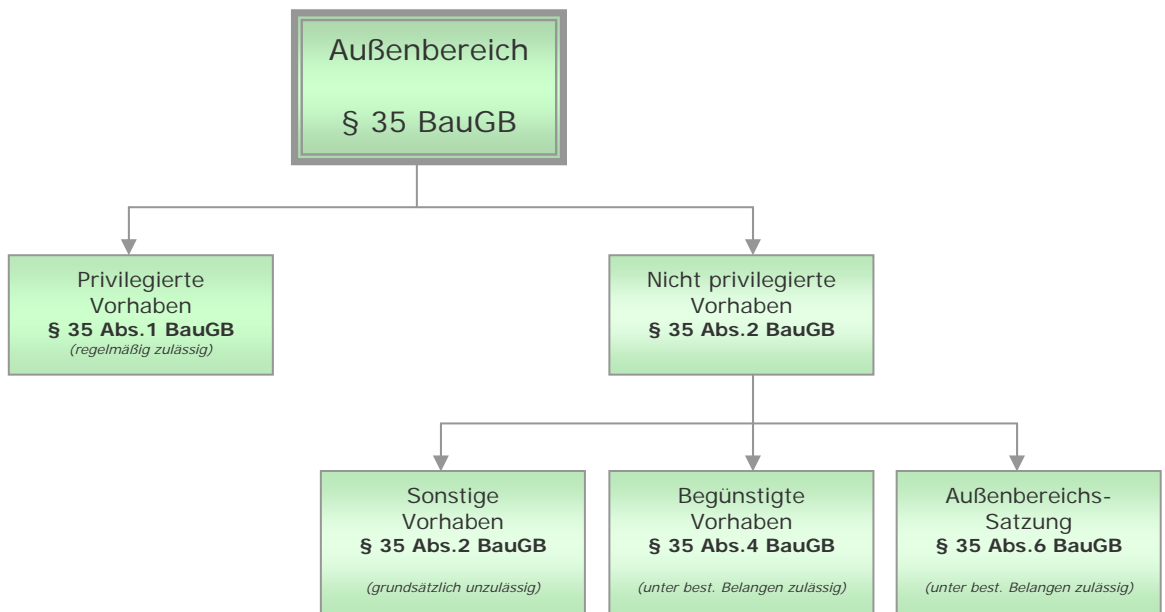 Außenbereich
§ 35 BauGB
Privilegierte
Vorhaben
§ 35 Abs.1 BauGB
(regelmäßig zulässig)
Nicht privilegierte
Vorhaben
§ 35 Abs.2 BauGB
Sonstige
Vorhaben
§ 35 Abs.2 BauGB
(grundsätzlich unzulässig)
Begünstigte
Vorhaben
§ 35 Abs.4 BauGB
(unter best. Belangen zulässig)
Außenbereichs-
Satzung
§ 35 Abs.6 BauGB
(unter best. Belangen zulässig)